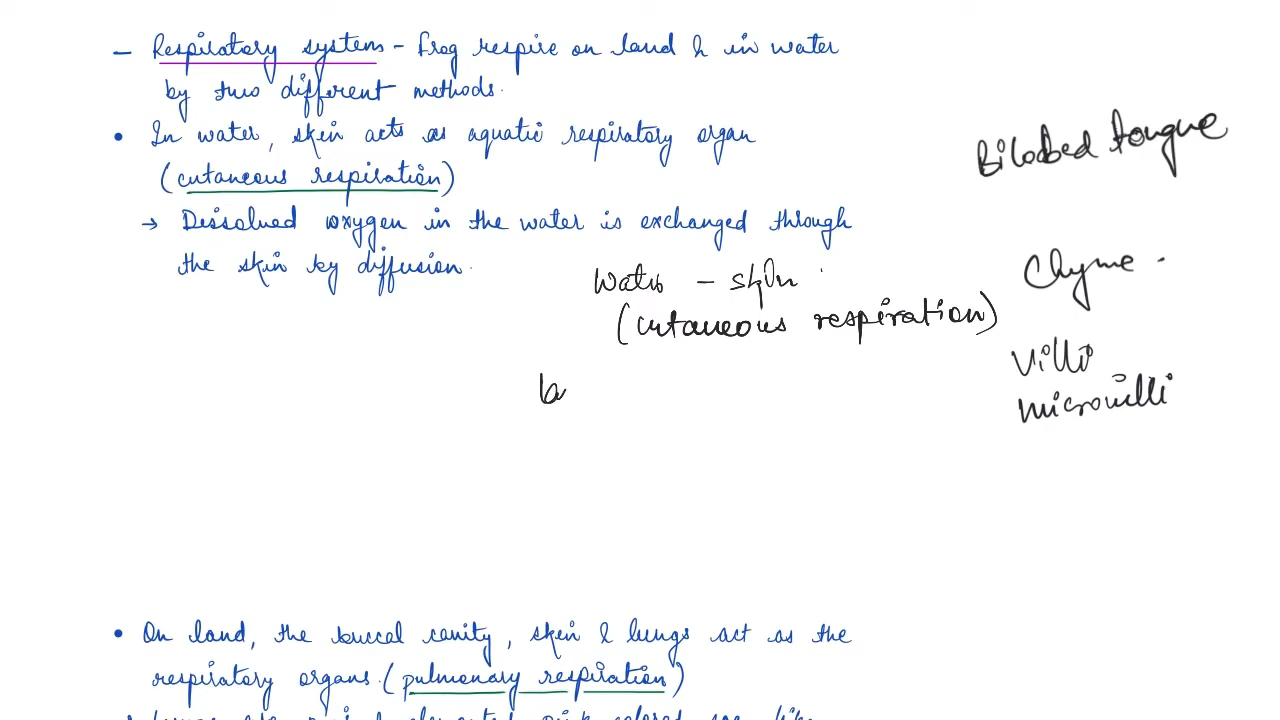 – Respiratory system – Frog respire on land & in water
by two different methods.
• In water, skin acts as aquatic respiratory organ
(cutaneous respiration)
→ Dissolved oxygen in the water is exchanged through
the skin by diffusion.
Water – skin
(cutaneous respiration)
b
Bilobed tongue
Chyme -
Villi
microvilli
• On land, the buccal cavity, skin & lungs act as the
respiratory organs. (pulmonary respiration)